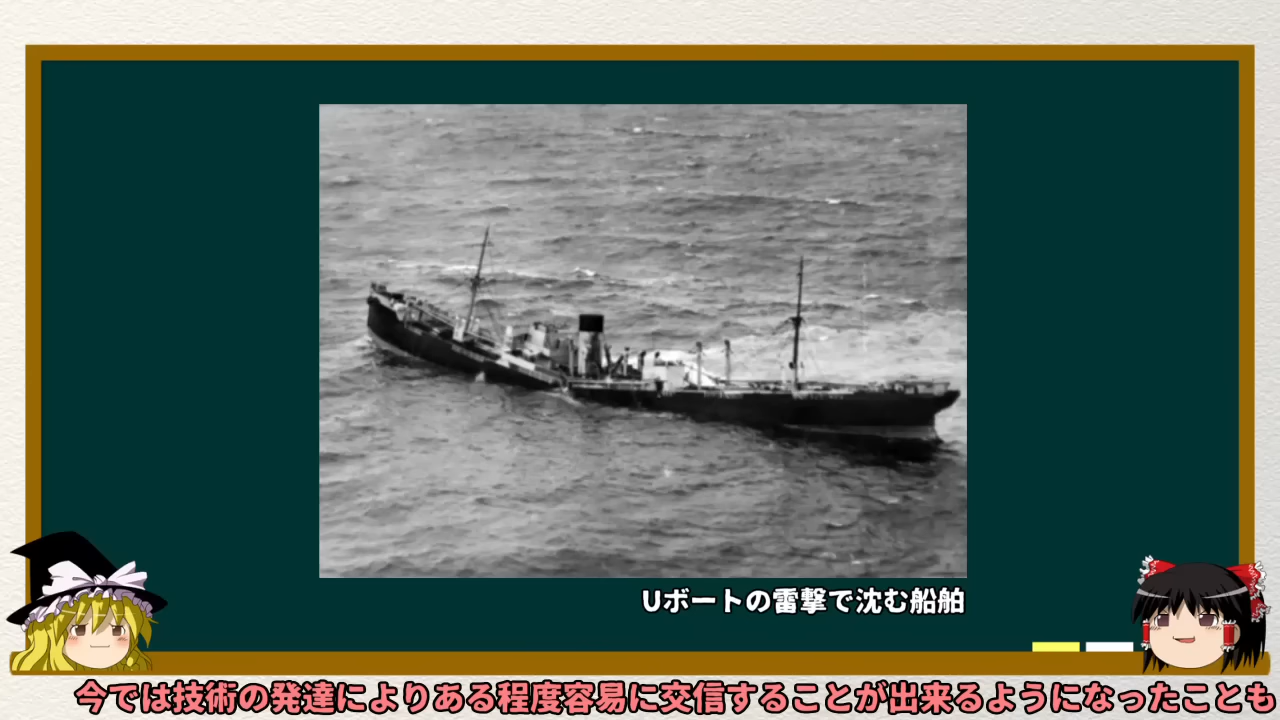 Uボートの雷撃で沈む船舶
今では技術の発達によりある程度容易に交信することが出来るようになったことも